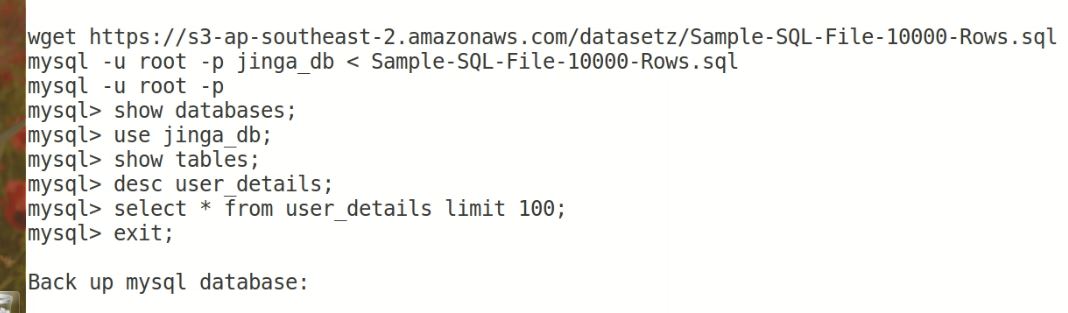 wget https://s3-ap-southeast-2.amazonaws.com/datasetz/Sample-SQL-File-10000-Rows.sql
mysql -u root -p jinga_db < Sample-SQL-File-10000-Rows.sql
mysql -u root -p
mysql> show databases;
mysql> use jinga_db;
mysql> show tables;
mysql> desc user_details;
mysql> select * from user_details limit 100;
mysql> exit;
Back up mysql database: